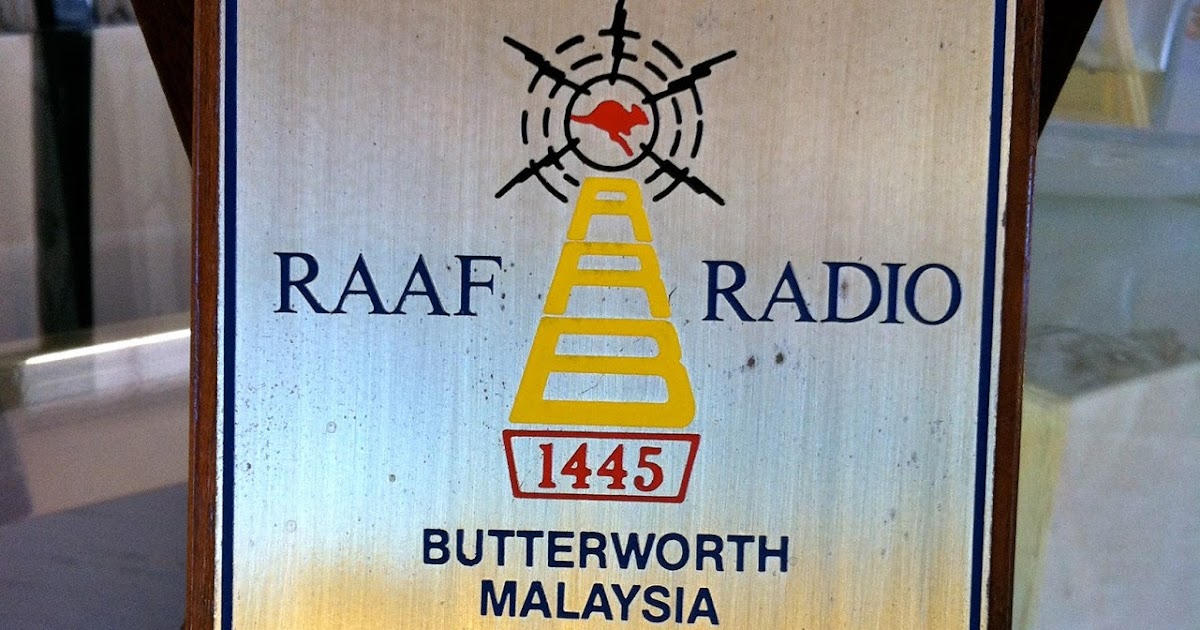 RAAF RADIO
1445
BUTTERWORTH
MALAYSIA